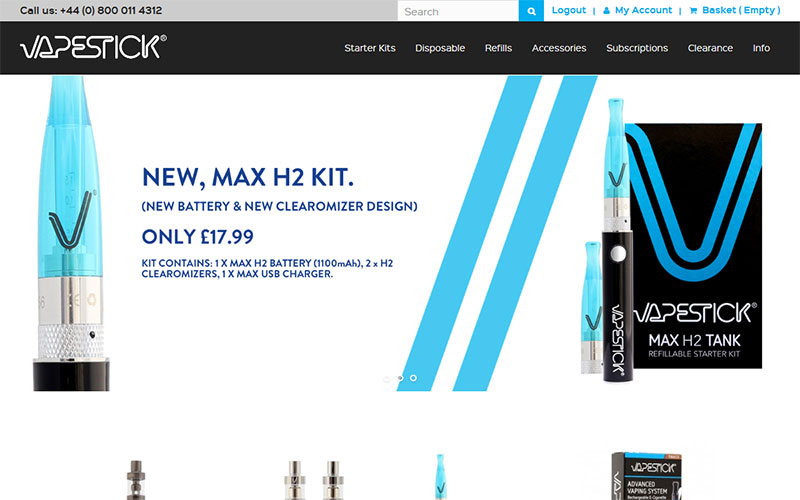 Call us: +44 (0) 800 011 4312
Search
Logout | My Account | Basket ( Empty )
VAPESTICK®
Starter Kits Disposable Refills Accessories Subscriptions Clearance Info
NEW, MAX H2 KIT.
(NEW BATTERY & NEW CLEAROMIZER DESIGN)
ONLY £17.99
KIT CONTAINS: 1 X MAX H2 BATTERY (1100mAh), 2 x H2
CLEAROMIZERS, 1 X MAX USB CHARGER.
VAPESTICK®
VAPESTICK®
MAX H2 TANK
REFILLABLE STARTER KIT
VAPESTICK
ADVANCED
VAPING SYSTEM